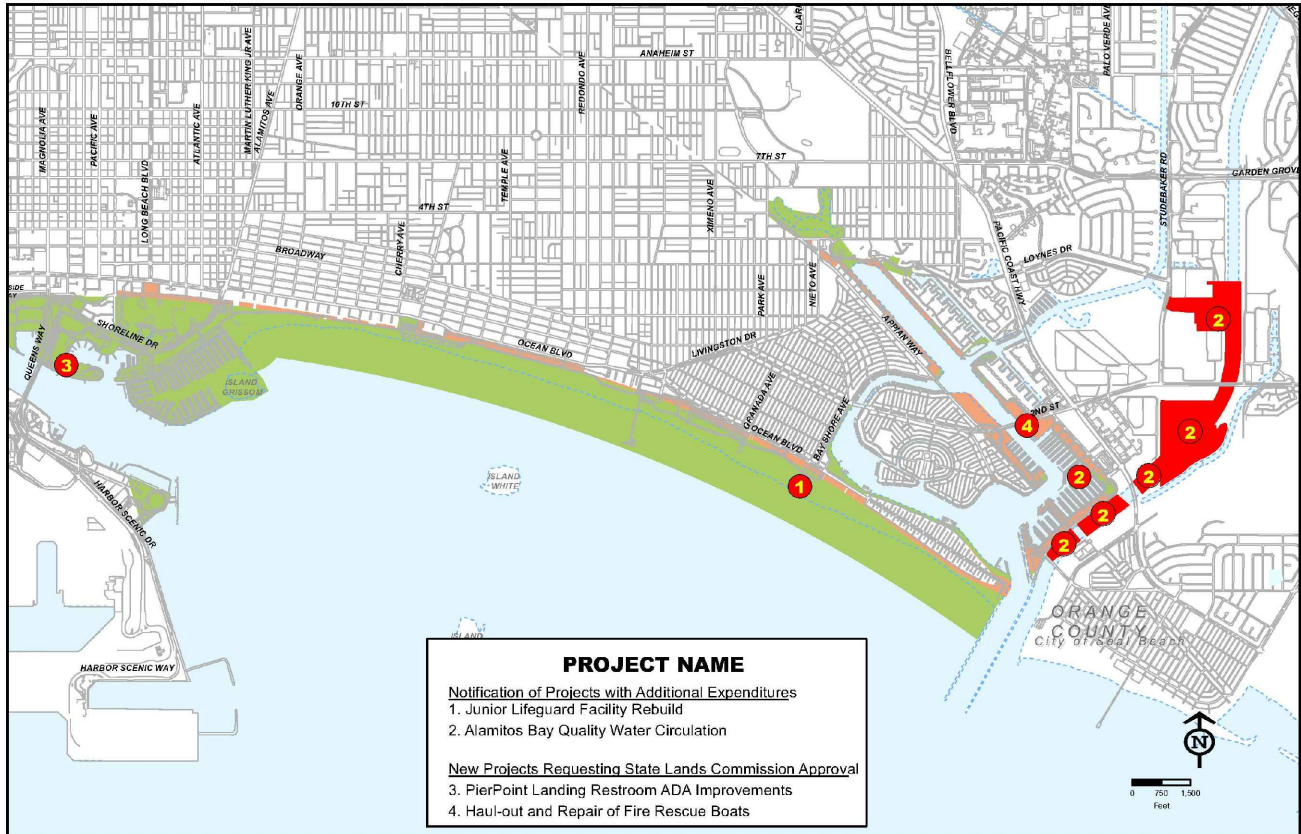 CLARK
ANAHEIM ST
BELLFLOWER BLVD
PALO VERDE AVE
MAGNOLIA AVE
PACIFIC AVE
LONG BEACH BLVD
ATLANTIC AVE
MARTIN LUTHER KING JR AVE
ALAMITOS AVE
ORANGE AVE
10TH ST
REDONDO AVE
7TH ST
TEMPLE AVE
4TH ST
XIMENO AVE
STUDEBAKER RD
GARDEN GROVE
BROADWAY
CHERRY AVE
PARK AVE
NIETO AVE
PACIFIC COAST HWY
LOYNES DR
SIDE
AY
QUEENS WAY
SHORELINE DR
3
ISLAND
GRISSOM
OCEAN BLVD
LIVINGSTON DR
APPIAN WAY
2
GRANADA AVE
E OCEAN BLVD
BAY SHORE AVE
2ND ST
4
2
1
2
2
2
2
ISLAND
WHITE
HARBOR SCENIC DR
ORANGE
COUNTY
City of Seal Beach
ISLAND
HARBOR SCENIC WAY
PROJECT NAME
Notification of Projects with Additional Expenditures
1. Junior Lifeguard Facility Rebuild
2. Alamitos Bay Quality Water Circulation
New Projects Requesting State Lands Commission Approval
3. PierPoint Landing Restroom ADA Improvements
4. Haul-out and Repair of Fire Rescue Boats
N
0 750 1,500
Feet